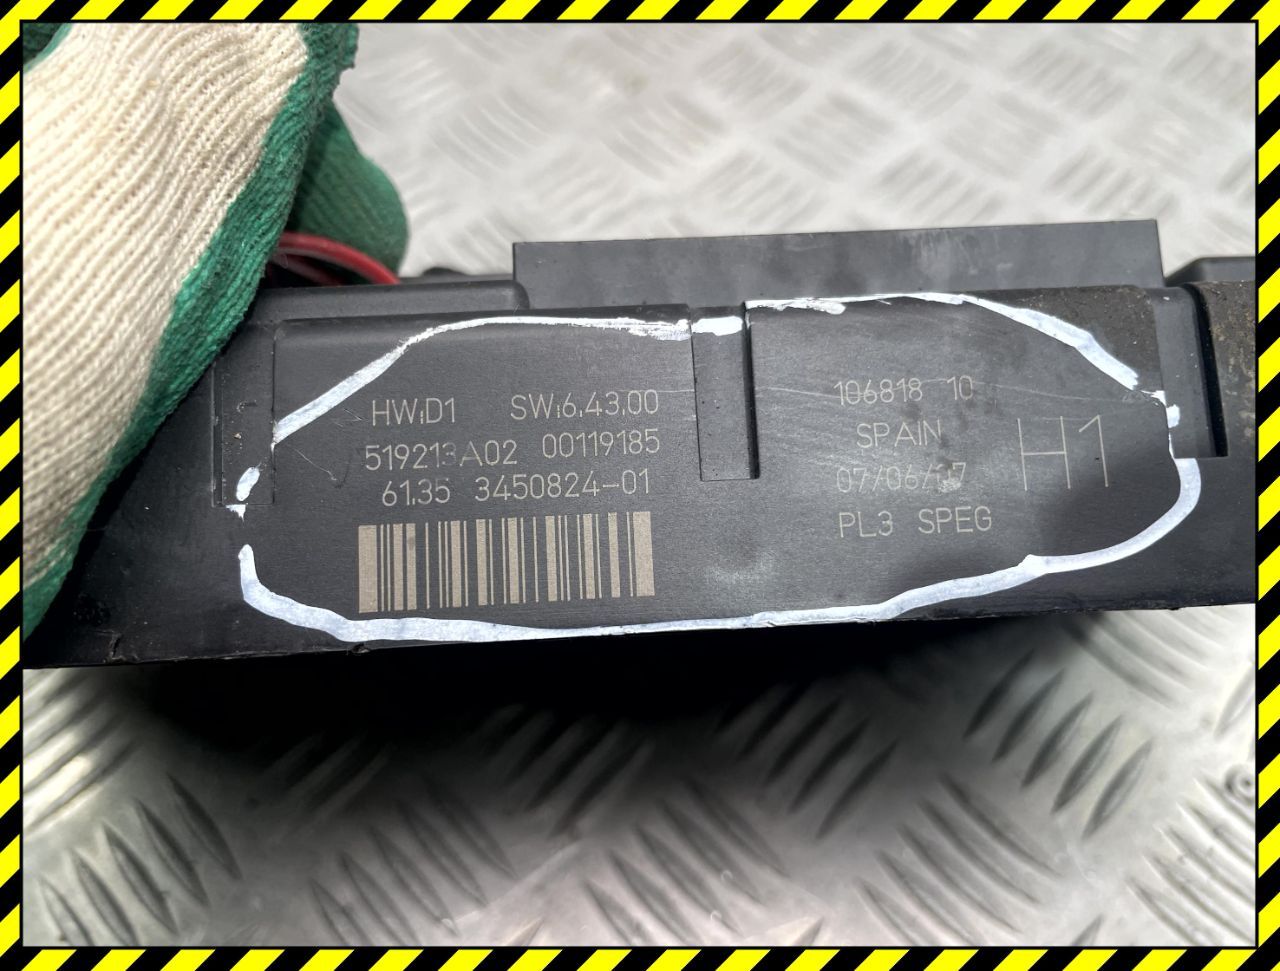 HW:D1 SW:6.43.00
519213A02 00119185
61.35 3450824-01
106818 10
SPAIN
PL3 SPEG
H1